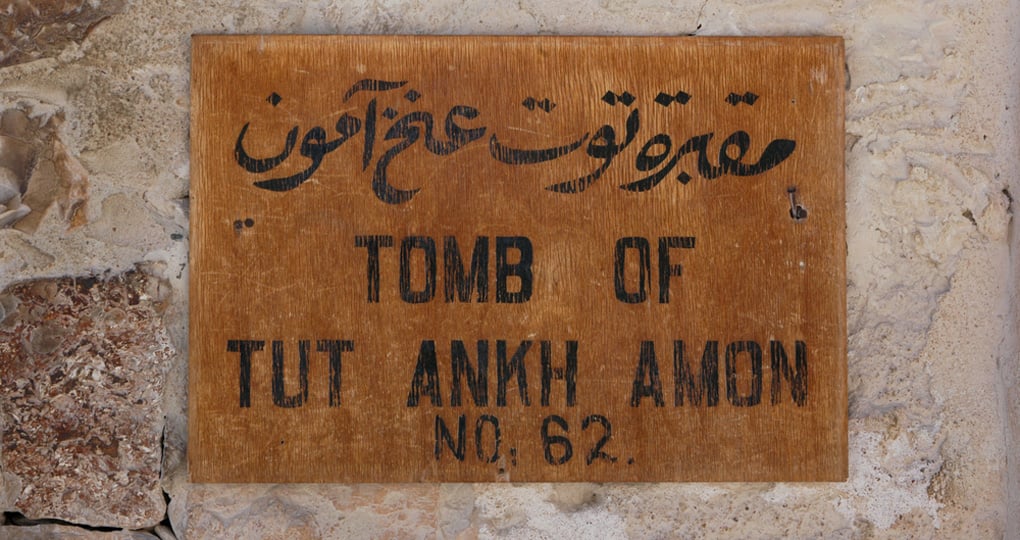 مقبرة توت عنخ آمون
TOMB OF
TUT ANKH AMON
NO. 62.